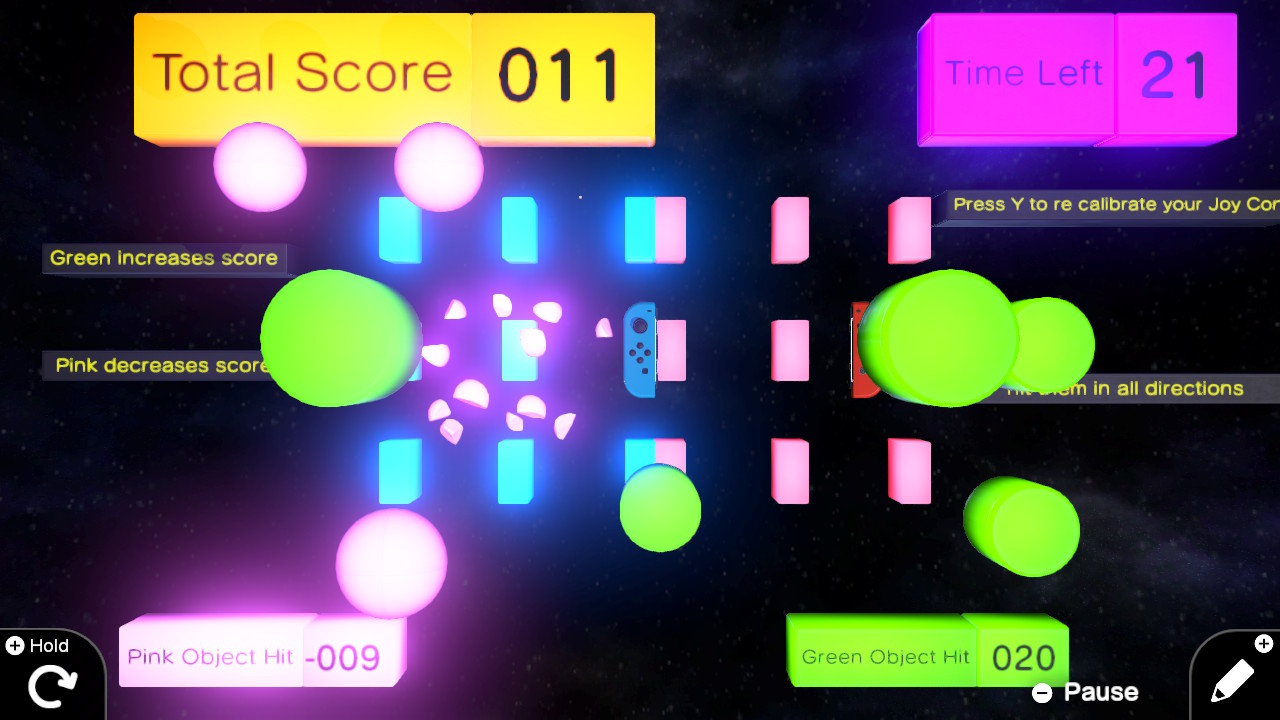 Total Score 011
Time Left 21
Press Y to re calibrate your Joy Con
Green increases score
Pink decreases score
them in all directions
Hold
Pink Object Hit -009
Green Object Hit 020
Pause